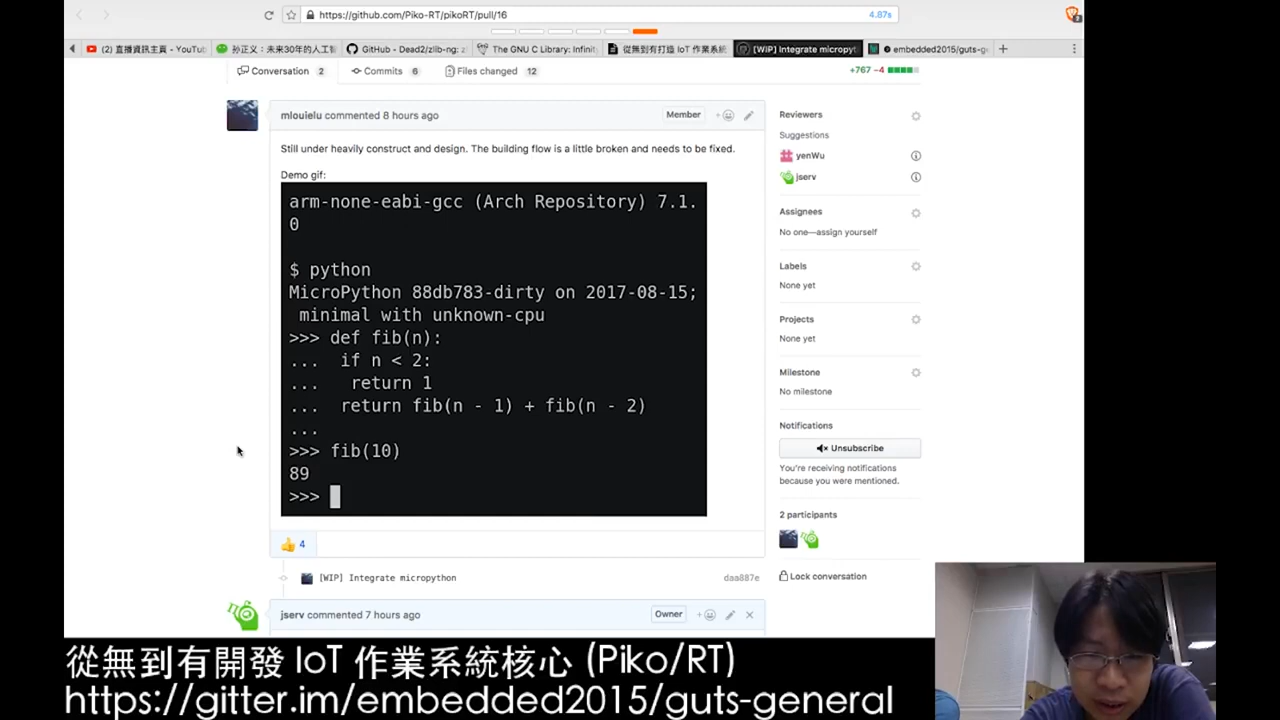 https://github.com/Piko-RT/pikoRT/pull/16
4.87s
(2) 直播資訊主頁 - YouTub
孙正义：未来30年的人工智
GitHub - Dead2/zlib-ng: z
The GNU C Library: Infinit
從無到有打造 IoT 作業系統
[WIP] Integrate micropyt
embedded2015/guts-ge
Conversation 2
Commits 6
Files changed 12
+767 −4
mlouielu commented 8 hours ago
Member
Still under heavily construct and design. The building flow is a little broken and needs to be fixed.
Demo gif:
arm-none-eabi-gcc (Arch Repository) 7.1.
0
$ python
MicroPython 88db783-dirty on 2017-08-15;
minimal with unknown-cpu
>>> def fib(n):
... if n < 2:
... return 1
... return fib(n - 1) + fib(n - 2)
...
>>> fib(10)
89
>>>
4
[WIP] Integrate micropython
daa887e
jserv commented 7 hours ago
Owner
Reviewers
Suggestions
yenWu
jserv
Assignees
No one—assign yourself
Labels
None yet
Projects
None yet
Milestone
No milestone
Notifications
Unsubscribe
You're receiving notifications
because you were mentioned.
2 participants
Lock conversation
從無到有開發 IoT 作業系統核心 (Piko/RT)
https://gitter.im/embedded2015/guts-general